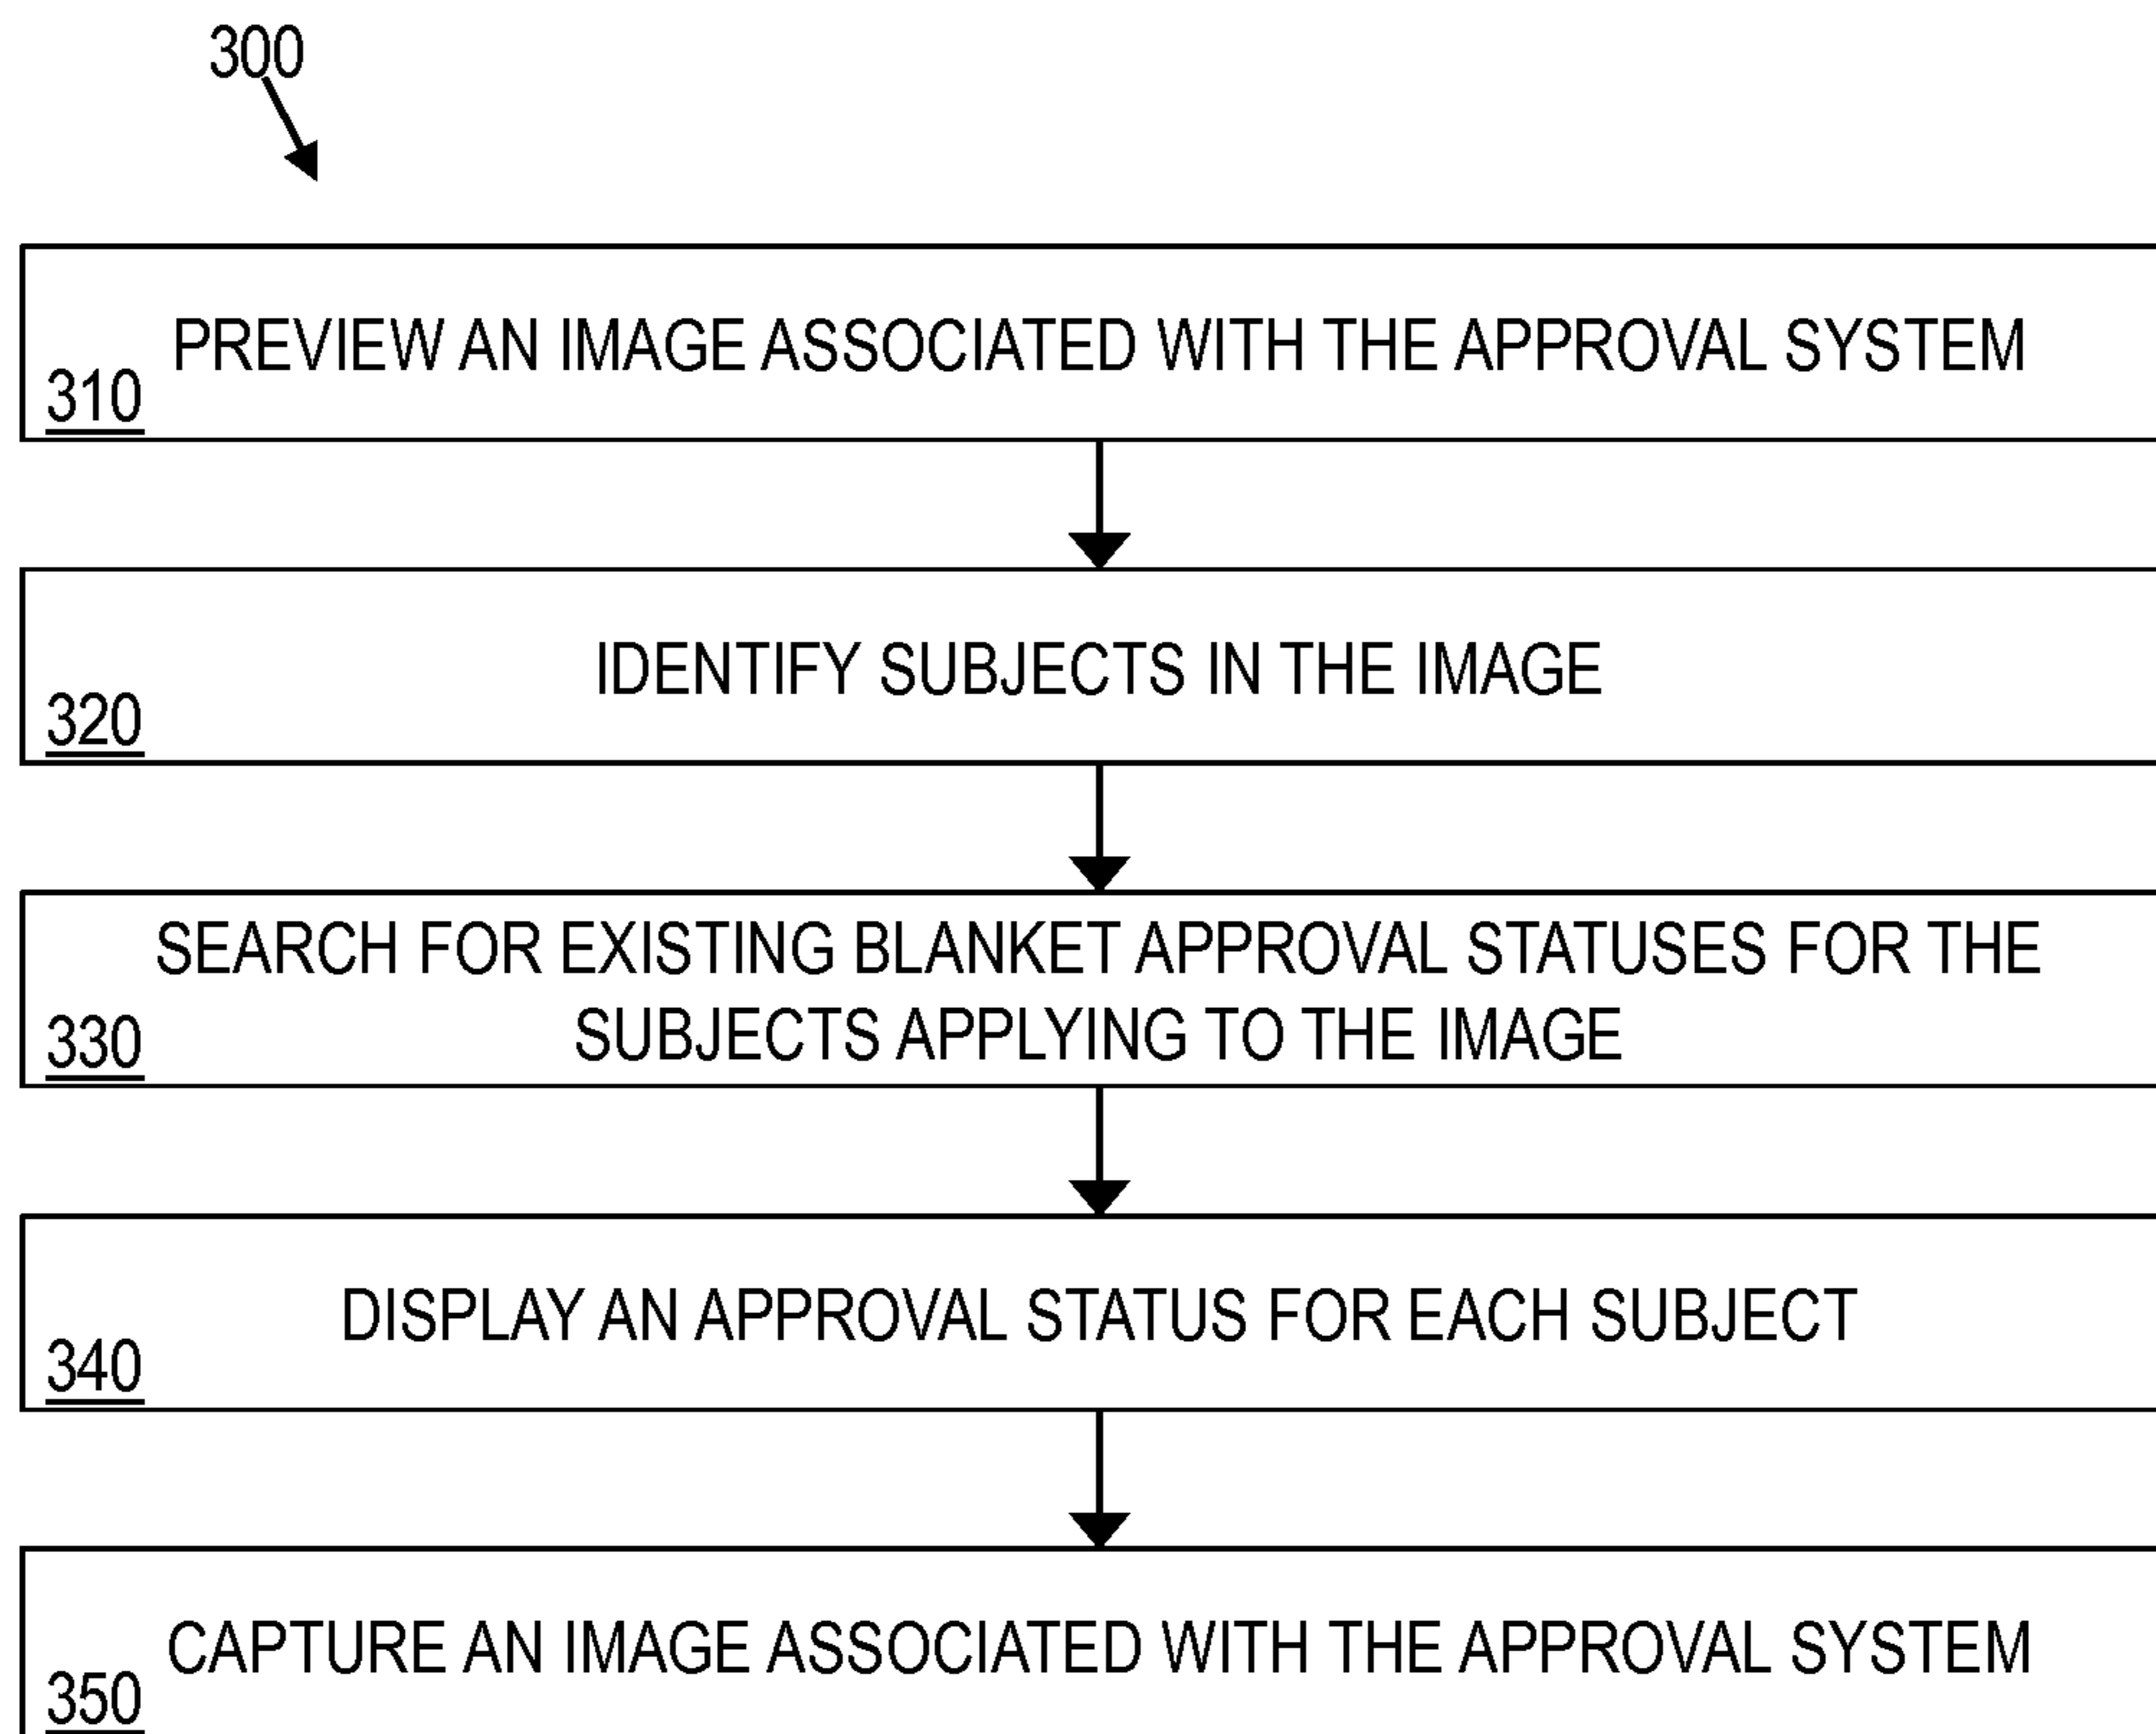 300
PREVIEW AN IMAGE ASSOCIATED WITH THE APPROVAL SYSTEM
310
IDENTIFY SUBJECTS IN THE IMAGE
320
SEARCH FOR EXISTING BLANKET APPROVAL STATUSES FOR THE
SUBJECTS APPLYING TO THE IMAGE
330
DISPLAY AN APPROVAL STATUS FOR EACH SUBJECT
340
CAPTURE AN IMAGE ASSOCIATED WITH THE APPROVAL SYSTEM
350